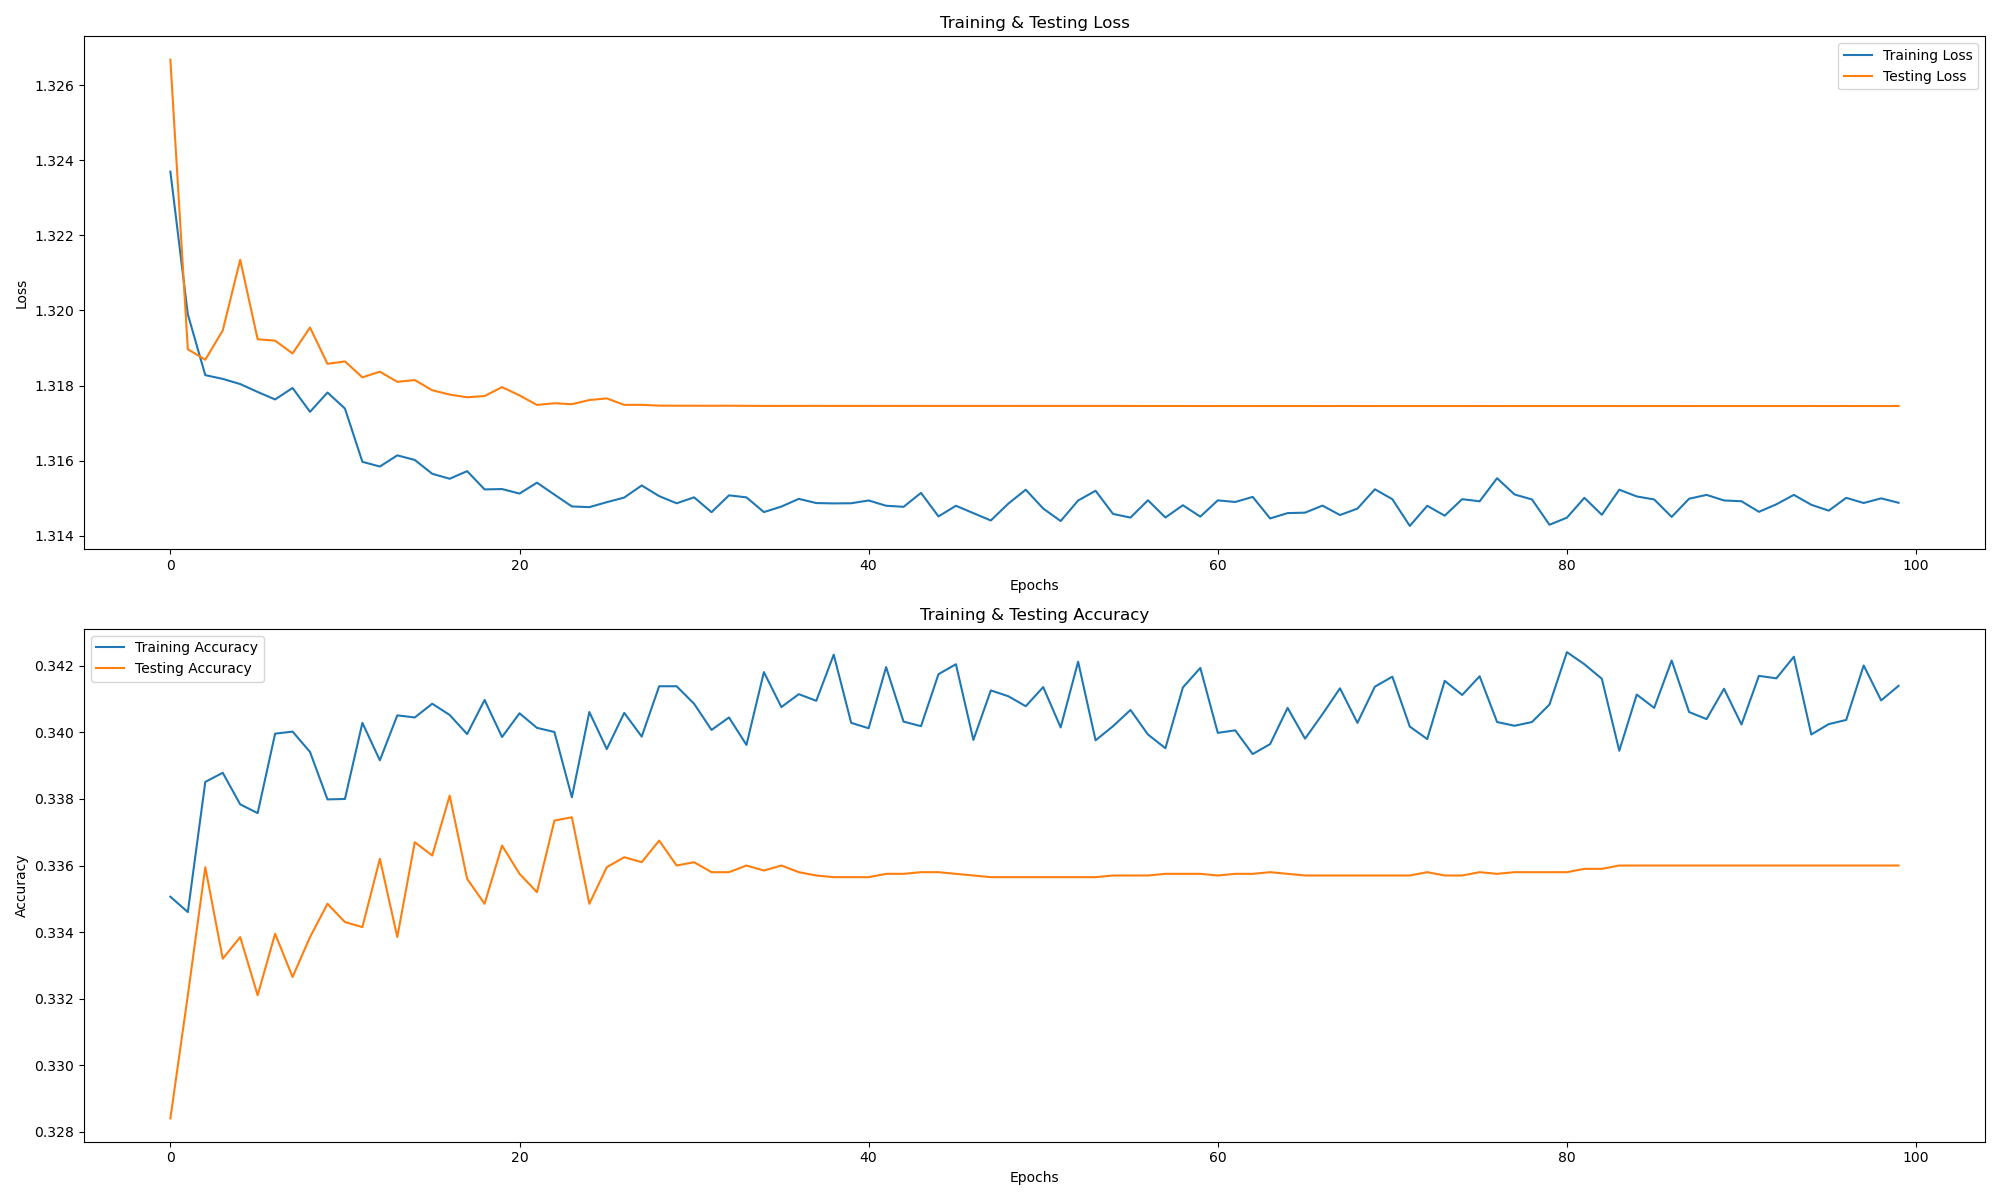 Training & Testing Loss
Training Loss
Testing Loss
1.326
1.324
1.322
1.320
1.318
1.316
1.314
Loss
0 20 40 60 80 100
Epochs
Training & Testing Accuracy
Training Accuracy
Testing Accuracy
0.342
0.340
0.338
0.336
0.334
0.332
0.330
0.328
Accuracy
0 20 40 60 80 100
Epochs